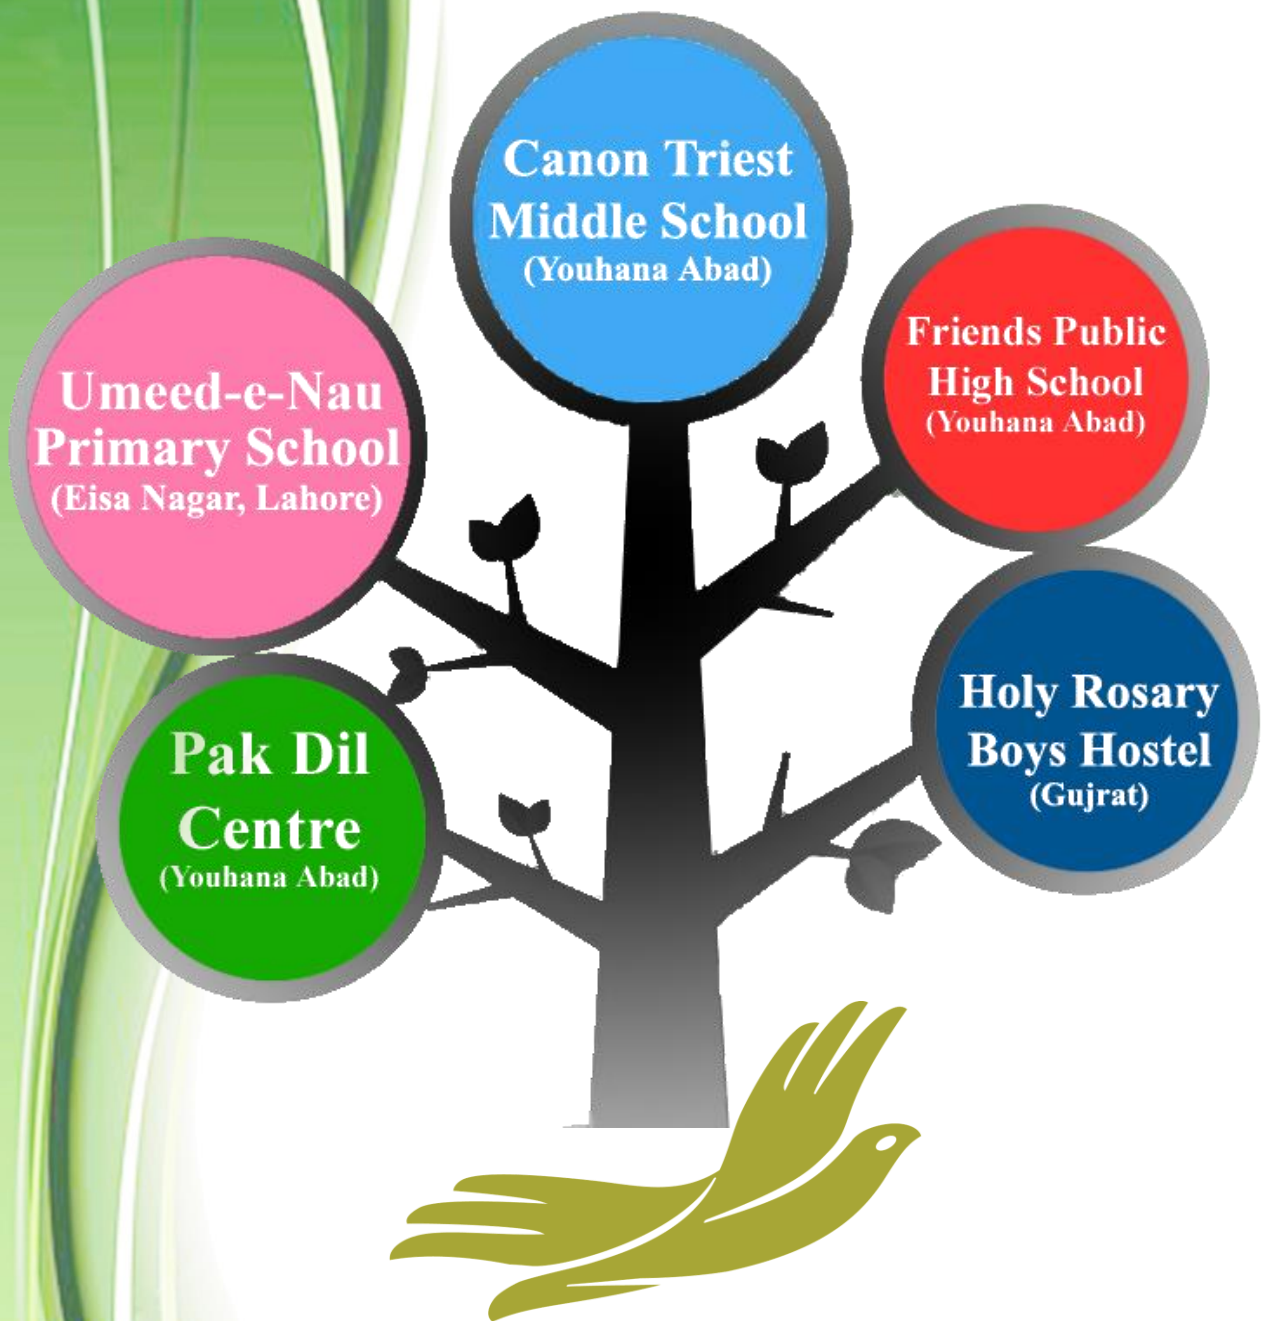 Canon Triest
Middle School
(Youhana Abad)
Friends Public
High School
(Youhana Abad)
Umeed-e-Nau
Primary School
(Eisa Nagar, Lahore)
Holy Rosary
Boys Hostel
(Gujrat)
Pak Dil
Centre
(Youhana Abad)